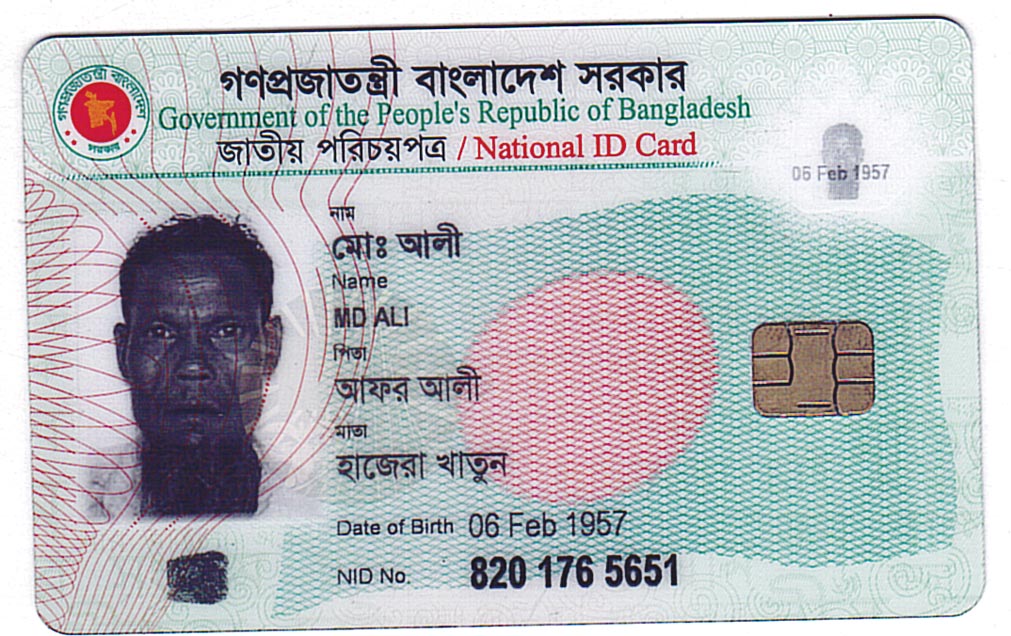 গণপ্রজাতন্ত্রী বাংলাদেশ সরকার
Government of the People's Republic of Bangladesh
জাতীয় পরিচয়পত্র / National ID Card
গণপ্রজাতন্ত্রী বাংলাদেশ
সরকার
06 Feb 1957
নাম
মোঃ আলী
Name
MD ALI
পিতা
আফর আলী
মাতা
হাজেরা খাতুন
Date of Birth 06 Feb 1957
NID No. 820 176 5651